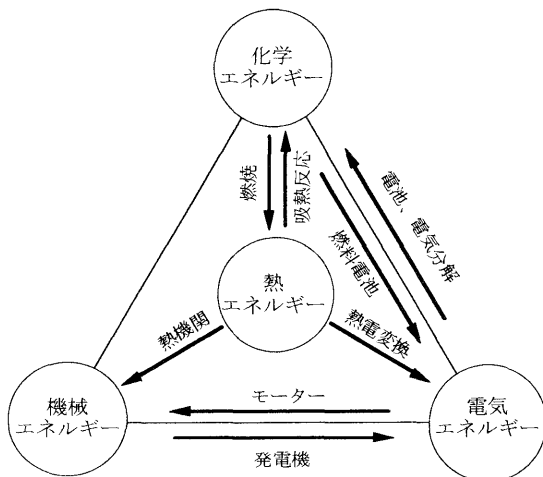 化学
エネルギー
燃焼
吸熱反応
電池、電気分解
燃料電池
熱
エネルギー
熱機関
熱電変換
機械
エネルギー
モーター
発電機
電気
エネルギー